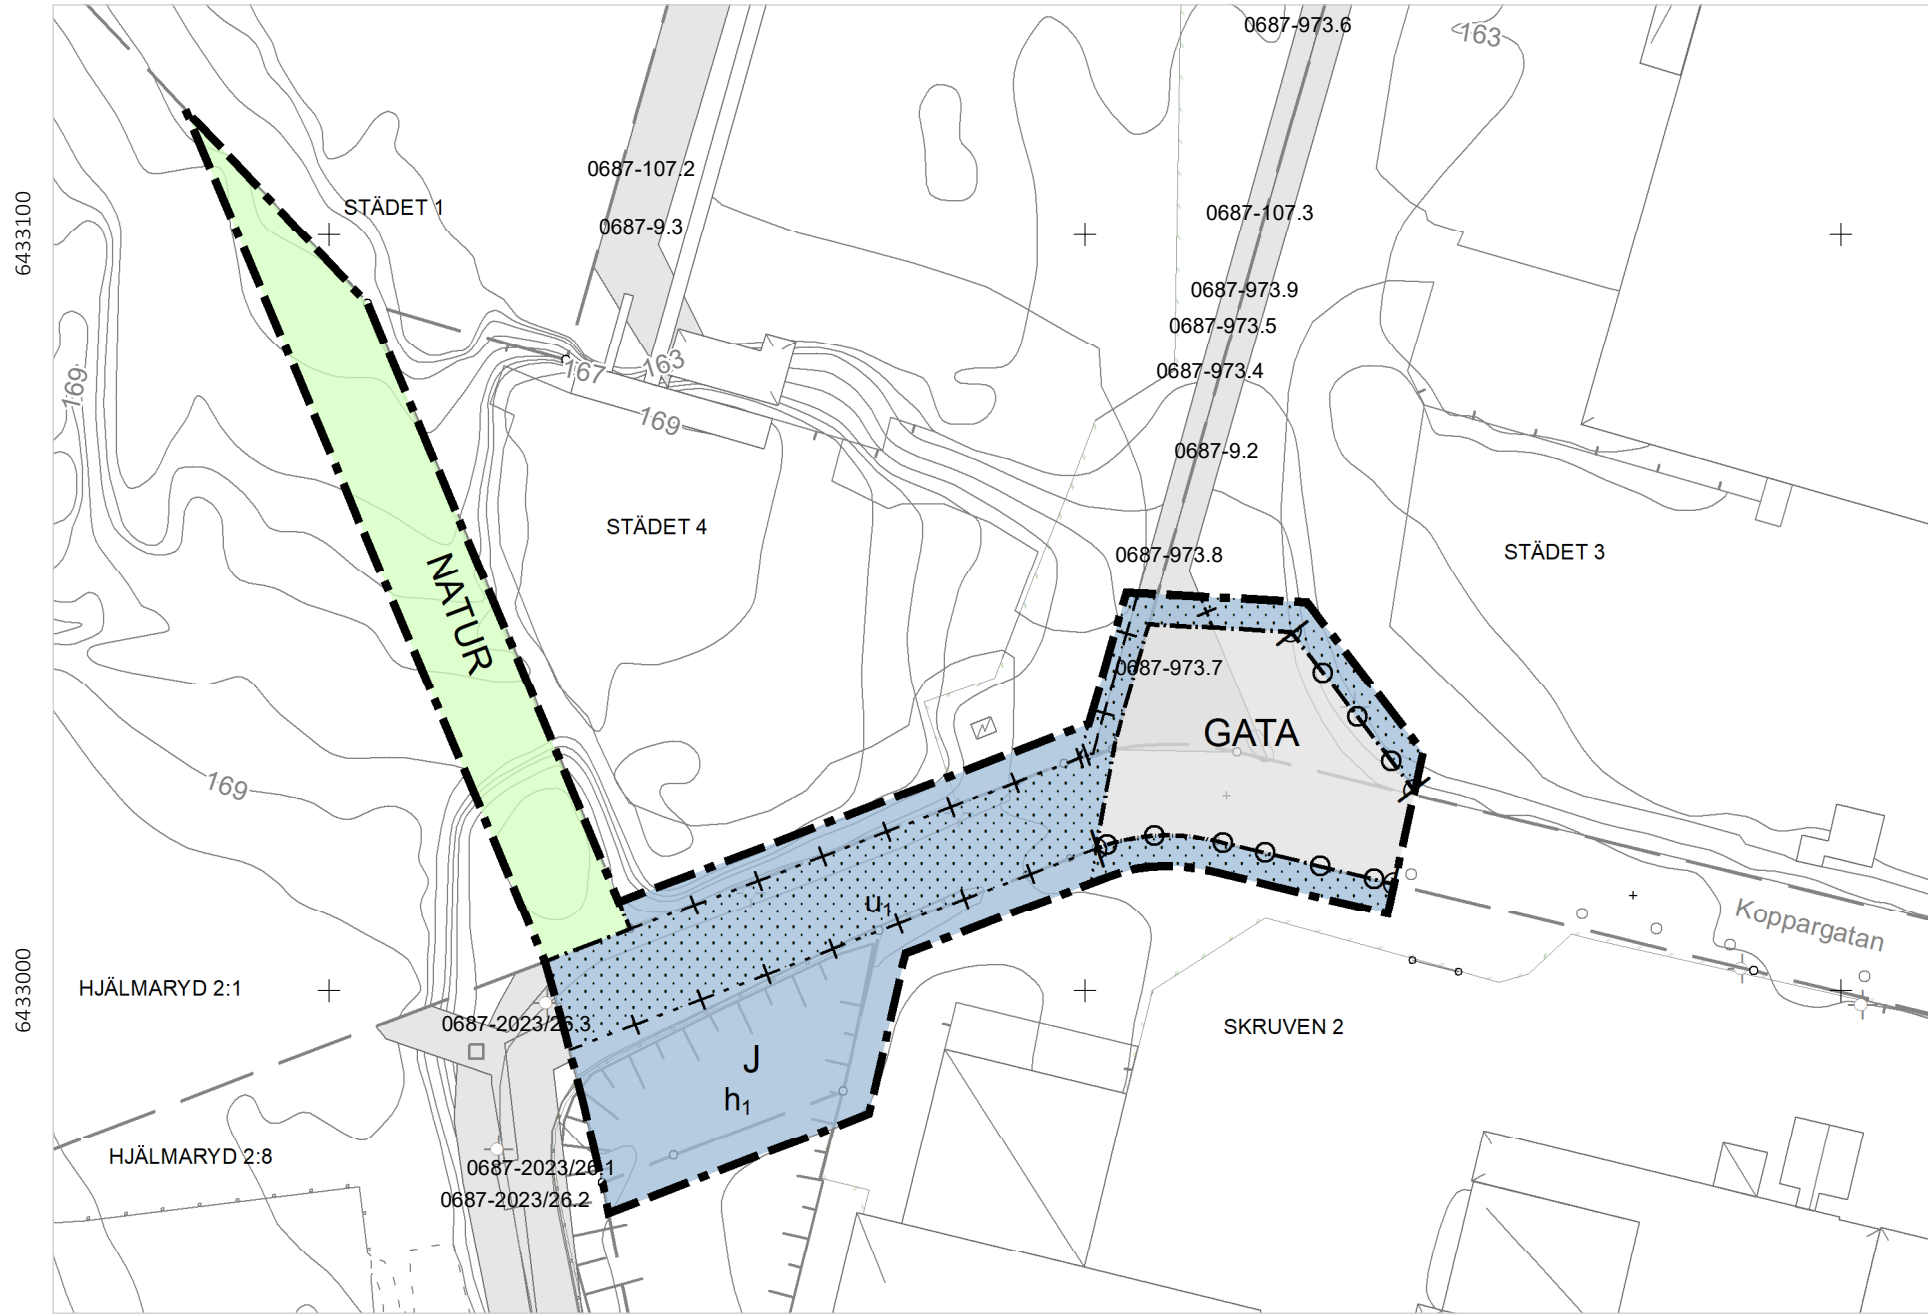 0687-973.6
163
0687-107.2
6433100
STÄDET 1
0687-107.3
0687-9.3
0687-973.9
0687-973.5
163
167
0687-973.4
169
169
0687-9.2
STÄDET 4
0687-973.8
STÄDET 3
NATUR
0687-973.7
GATA
169
u1
Koppargatan
6433000
HJÄLMARYD 2:1
0687-2023/26.3
SKRUVEN 2
J
h1
HJÄLMARYD 2:8
0687-2023/26.1
0687-2023/26.2